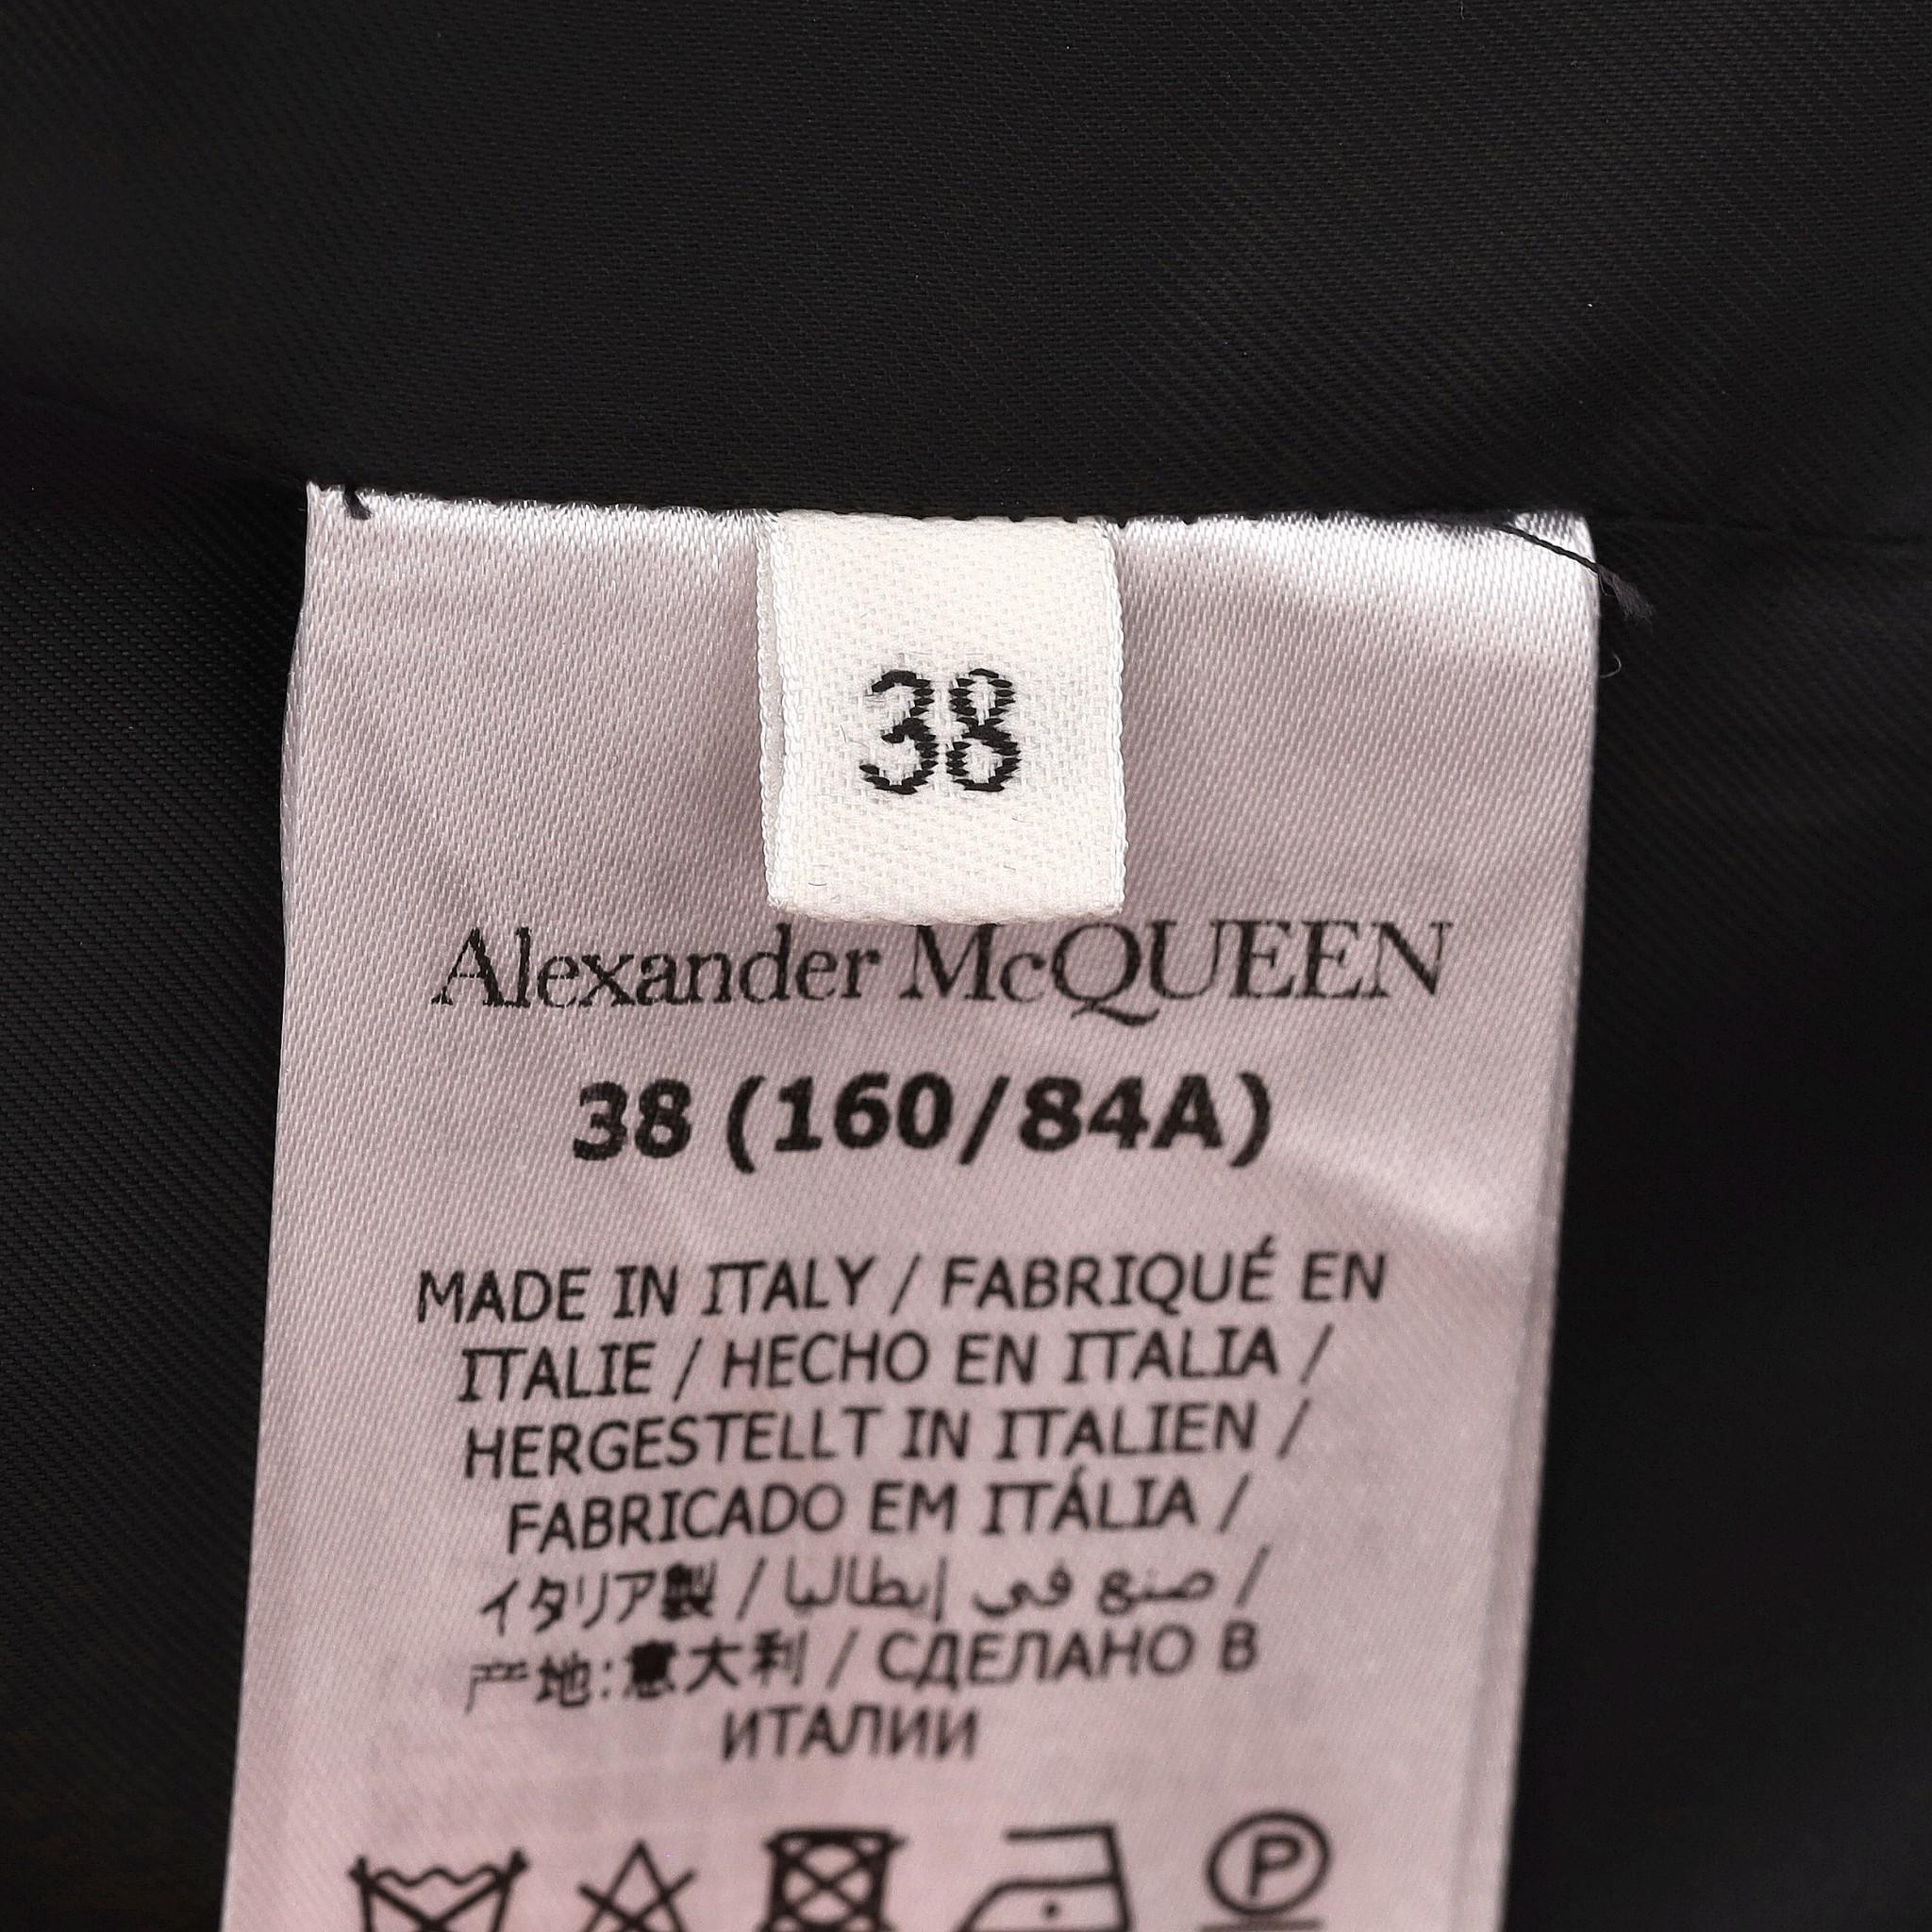 38
Alexander McQUEEN
38 (160/84A)
MADE IN ITALY / FABRIQUÉ EN
ITALIE / HECHO EN ITALIA /
HERGESTELLT IN ITALIEN /
FABRICADO EM ITÁLIA /
イタリア製 / صنع في إيطاليا /
产地:意大利 / СДЕЛАНО В
ИТАЛИИ
P